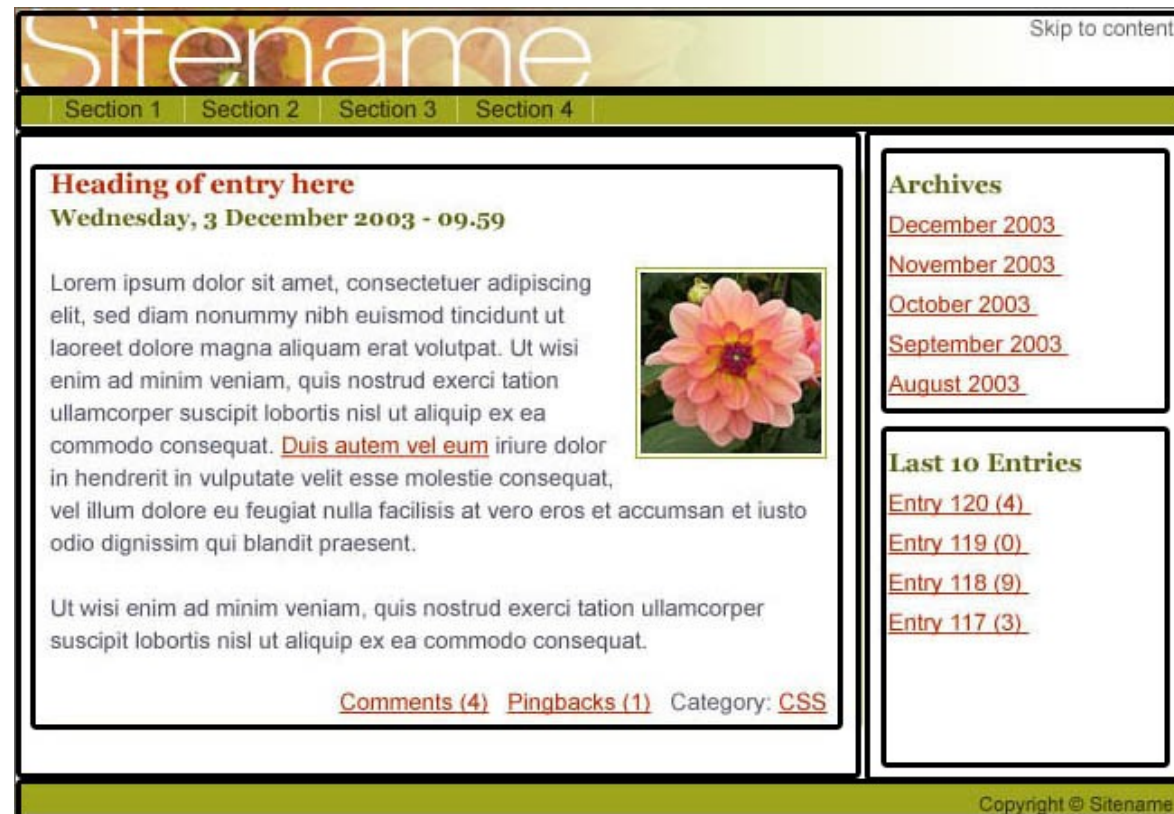 Sitename
Skip to content
Section 1 Section 2 Section 3 Section 4
Heading of entry here
Wednesday, 3 December 2003 - 09.59
Lorem ipsum dolor sit amet, consectetuer adipiscing
elit, sed diam nonummy nibh euismod tincidunt ut
laoreet dolore magna aliquam erat volutpat. Ut wisi
enim ad minim veniam, quis nostrud exerci tation
ullamcorper suscipit lobortis nisl ut aliquip ex ea
commodo consequat. Duis autem vel eum iriure dolor
in hendrerit in vulputate velit esse molestie consequat,
vel illum dolore eu feugiat nulla facilisis at vero eros et accumsan et iusto
odio dignissim qui blandit praesent.
Ut wisi enim ad minim veniam, quis nostrud exerci tation ullamcorper
suscipit lobortis nisl ut aliquip ex ea commodo consequat.
Comments (4) Pingbacks (1) Category: CSS
Archives
December 2003
November 2003
October 2003
September 2003
August 2003
Last 10 Entries
Entry 120 (4)
Entry 119 (0)
Entry 118 (9)
Entry 117 (3)
Copyright © Sitename